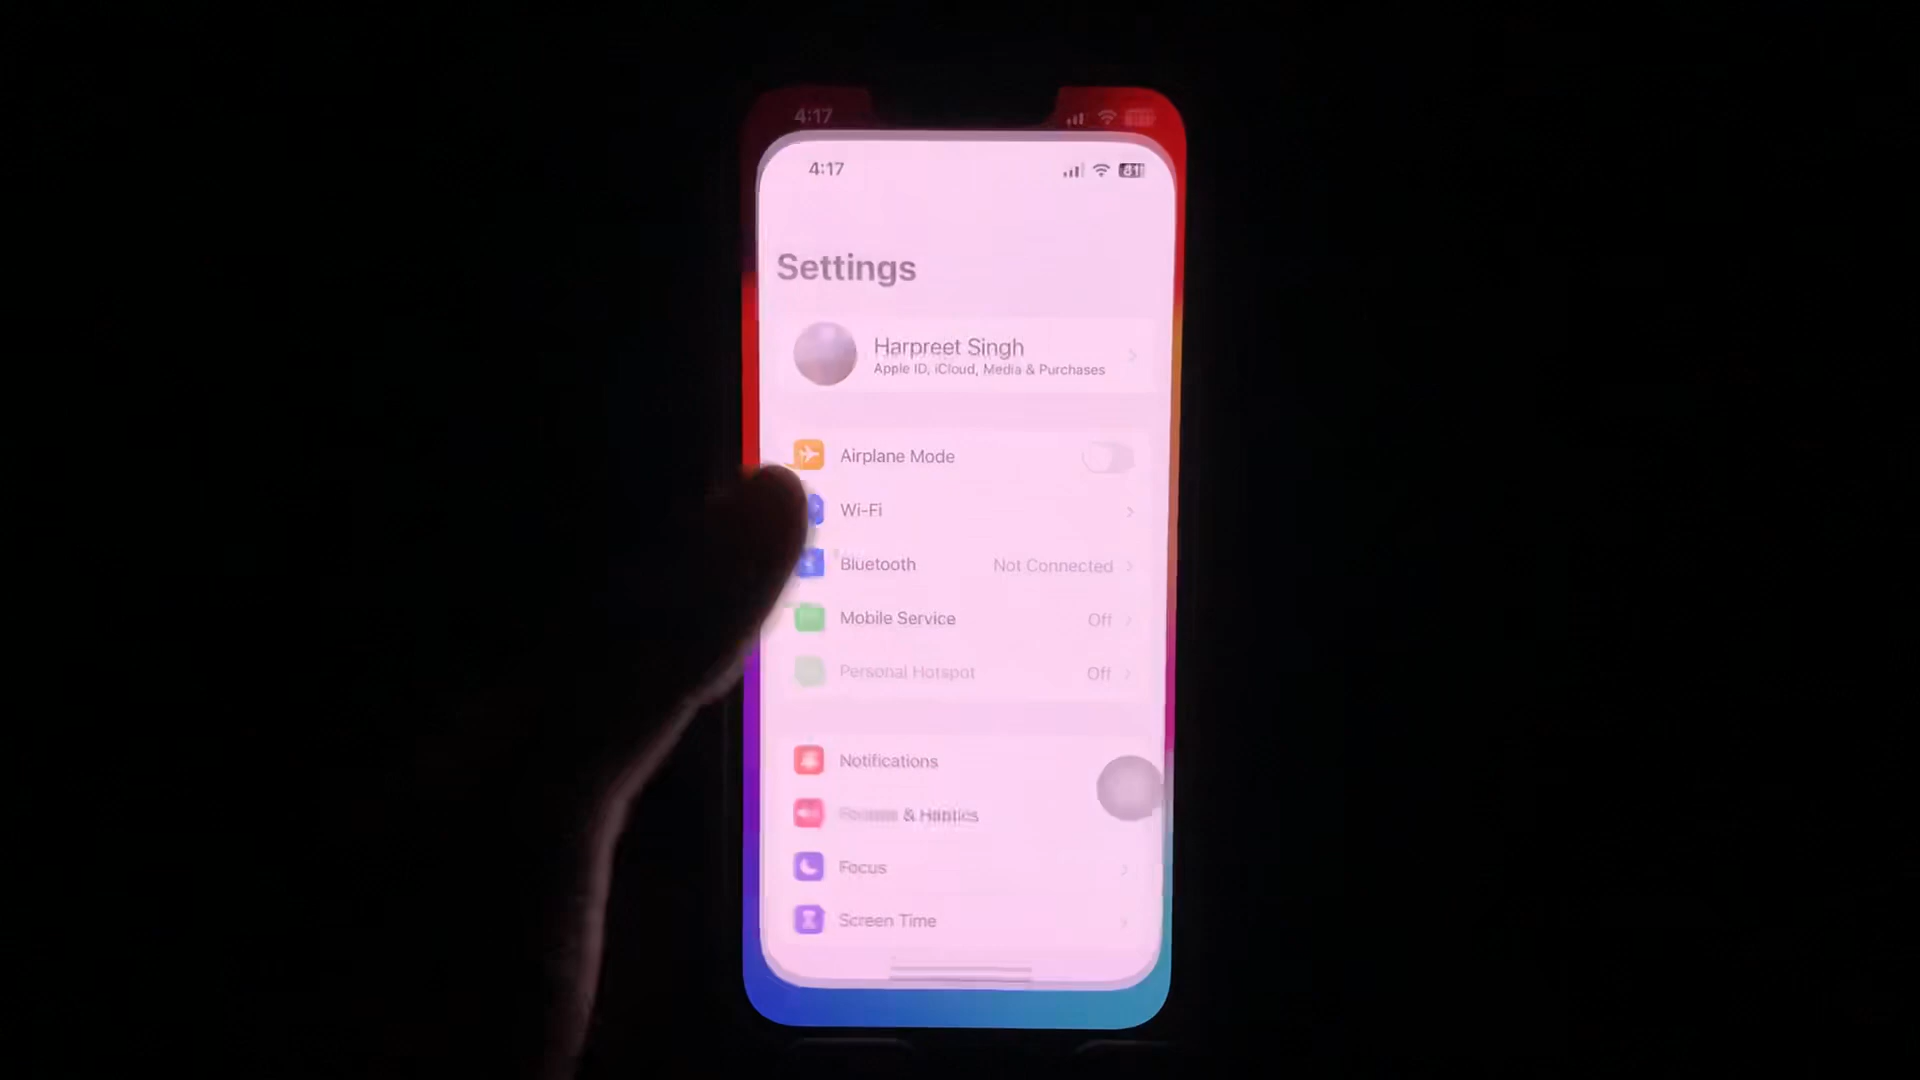 4:17
4:17 81
Settings
Harpreet Singh
Apple ID, iCloud, Media & Purchases
Airplane Mode
Wi-Fi
Bluetooth Not Connected
Mobile Service Off
Personal Hotspot Off
Notifications
& Haptics
Focus
Screen Time